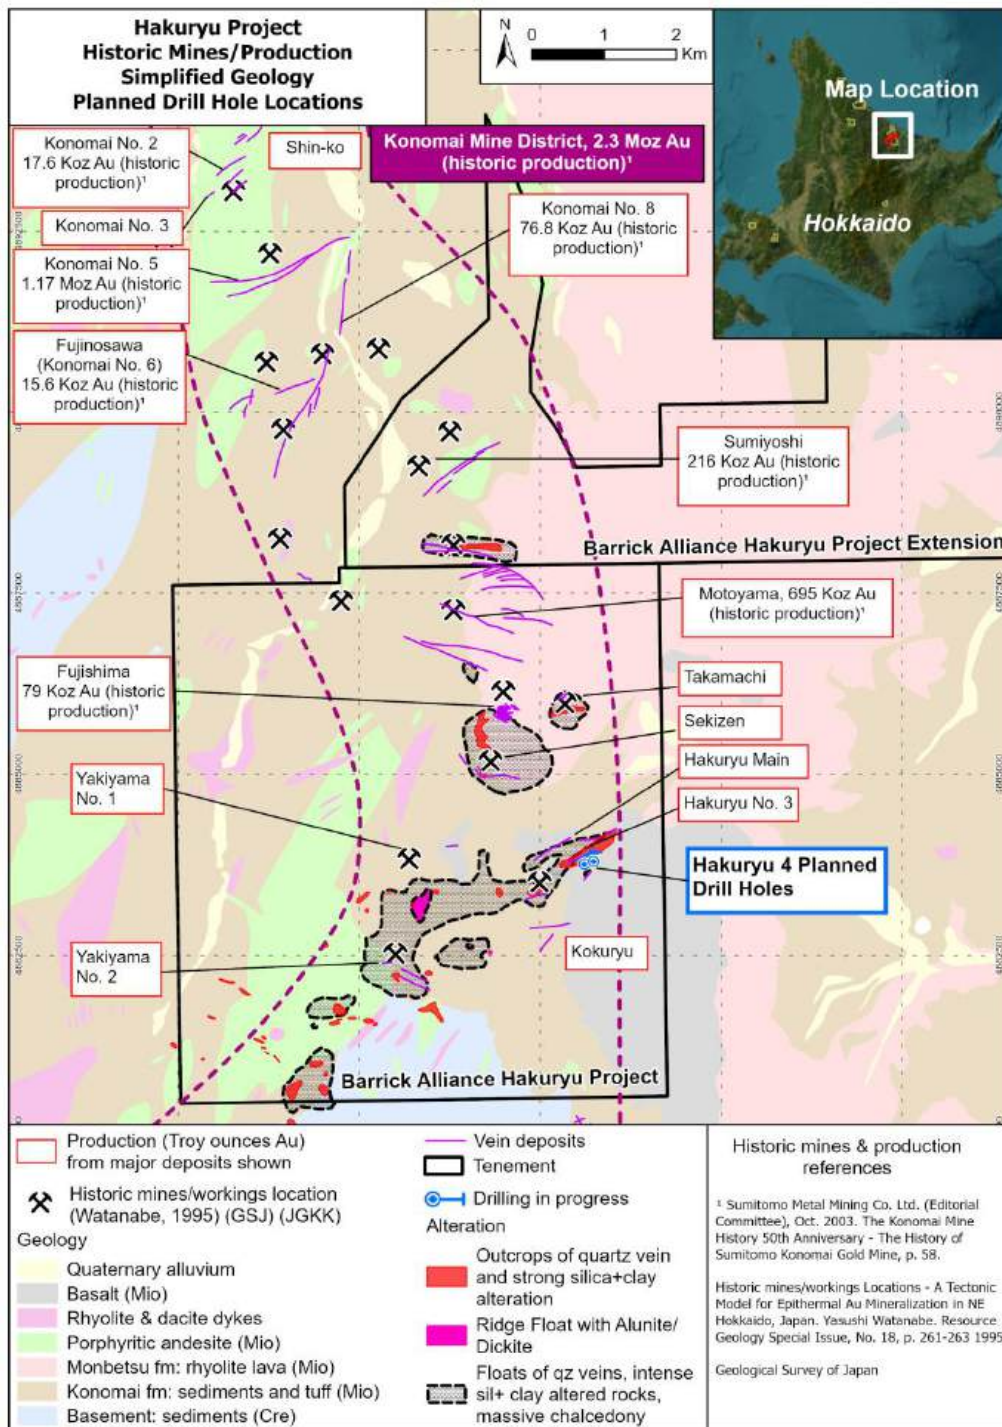 Hakuryu Project
Historic Mines/Production
Simplified Geology
Planned Drill Hole Locations
N
0 1 2
Km
Map Location
Hokkaido
Konomai No. 2
17.6 Koz Au (historic
production)¹
Shin-ko
Konomai Mine District, 2.3 Moz Au
(historic production)¹
Konomai No. 3
Konomai No. 8
76.8 Koz Au (historic
production)¹
Konomai No. 5
1.17 Moz Au (historic
production)¹
Fujinosawa
(Konomai No. 6)
15.6 Koz Au (historic
production)¹
Sumiyoshi
216 Koz Au (historic
production)¹
Barrick Alliance Hakuryu Project Extension
Motoyama, 695 Koz Au
(historic production)¹
Fujishima
79 Koz Au (historic
production)¹
Takamachi
Sekizen
Hakuryu Main
Hakuryu No. 3
Yakiyama
No. 1
Hakuryu 4 Planned
Drill Holes
Yakiyama
No. 2
Kokuryu
Barrick Alliance Hakuryu Project
Production (Troy ounces Au)
from major deposits shown
Historic mines/workings location
(Watanabe, 1995) (GSJ) (JGKK)
Geology
Quaternary alluvium
Basalt (Mio)
Rhyolite & dacite dykes
Porphyritic andesite (Mio)
Monbetsu fm: rhyolite lava (Mio)
Konomai fm: sediments and tuff (Mio)
Basement: sediments (Cre)
Vein deposits
Tenement
Drilling in progress
Alteration
Outcrops of quartz vein
and strong silica+clay
alteration
Ridge Float with Alunite/
Dickite
Floats of qz veins, intense
sil+ clay altered rocks,
massive chalcedony
Historic mines & production
references
¹ Sumitomo Metal Mining Co. Ltd. (Editorial
Committee), Oct. 2003. The Konomai Mine
History 50th Anniversary - The History of
Sumitomo Konomai Gold Mine, p. 58.
Historic mines/workings Locations - A Tectonic
Model for Epithermal Au Mineralization in NE
Hokkaido, Japan. Yasushi Watanabe. Resource
Geology Special Issue, No. 18, p. 261-263 1995
Geological Survey of Japan